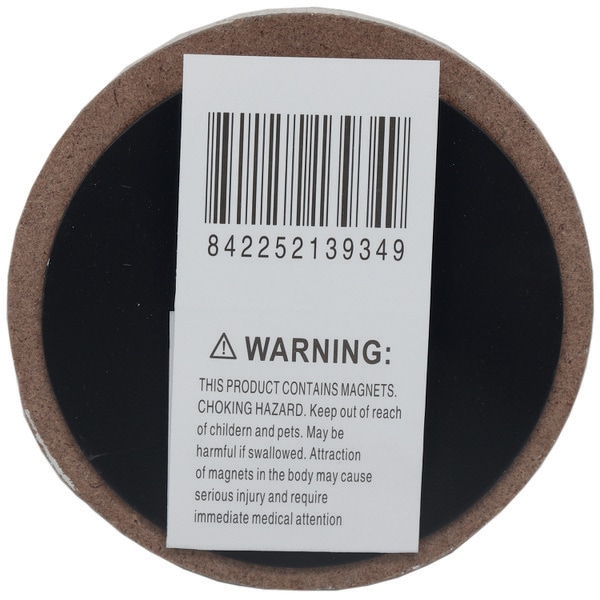 842252139349
⚠ WARNING:
THIS PRODUCT CONTAINS MAGNETS.
CHOKING HAZARD. Keep out of reach
of childern and pets. May be
harmful if swallowed. Attraction
of magnets in the body may cause
serious injury and require
immediate medical attention